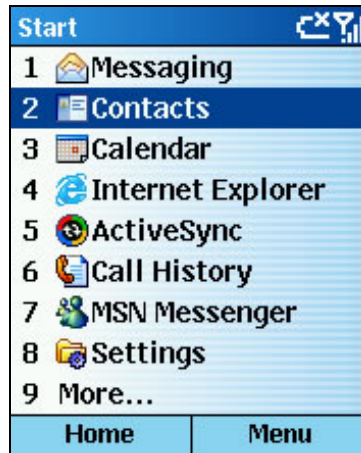 Start
1 Messaging
2 Contacts
3 Calendar
4 Internet Explorer
5 ActiveSync
6 Call History
7 MSN Messenger
8 Settings
9 More...
Home Menu